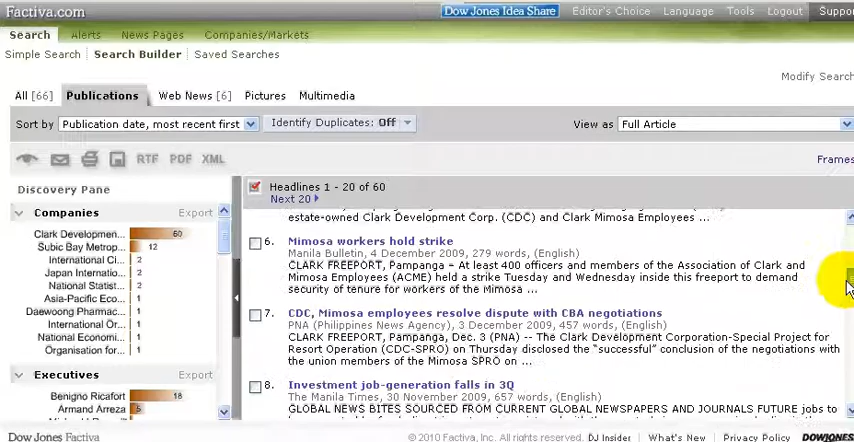 Factiva.com
Dow Jones Idea Share Editor's Choice Language Tools Logout Suppo
Search Alerts News Pages Companies/Markets
Simple Search Search Builder Saved Searches
Modify Search
All [66] Publications Web News [6] Pictures Multimedia
Sort by Publication date, most recent first Identify Duplicates: Off View as Full Article
RTF PDF XML Frames
Discovery Pane
Headlines 1 - 20 of 60
Next 20
Companies Export
Clark Developmen... 60
Subic Bay Metrop... 12
International Ci... 2
Japan Internatio... 2
National Statist... 2
Asia-Pacific Eco... 1
Daewoong Pharmac... 1
International Or... 1
National Economi... 1
Organisation for... 1
Executives Export
Benigno Ricafort 18
Armand Arreza 5
estate-owned Clark Development Corp. (CDC) and Clark Mimosa Employees ...
6. Mimosa workers hold strike
Manila Bulletin, 4 December 2009, 279 words, (English)
CLARK FREEPORT, Pampanga – At least 400 officers and members of the Association of Clark and
Mimosa Employees (ACME) held a strike Tuesday and Wednesday inside this freeport to demand
security of tenure for workers of the Mimosa ...
7. CDC, Mimosa employees resolve dispute with CBA negotiations
PNA (Philippines News Agency), 3 December 2009, 457 words, (English)
CLARK FREEPORT, Pampanga, Dec. 3 (PNA) -- The Clark Development Corporation-Special Project for
Resort Operation (CDC-SPRO) on Thursday disclosed the "successful" conclusion of the negotiations with
the union members of the Mimosa SPRO on ...
8. Investment job-generation falls in 3Q
The Manila Times, 30 November 2009, 657 words, (English)
GLOBAL NEWS BITES SOURCED FROM CURRENT GLOBAL NEWSPAPERS AND JOURNALS FUTURE jobs to
Dow Jones Factiva © 2010 Factiva, Inc. All rights reserved. DJ Insider What's New Privacy Policy DOWJONES